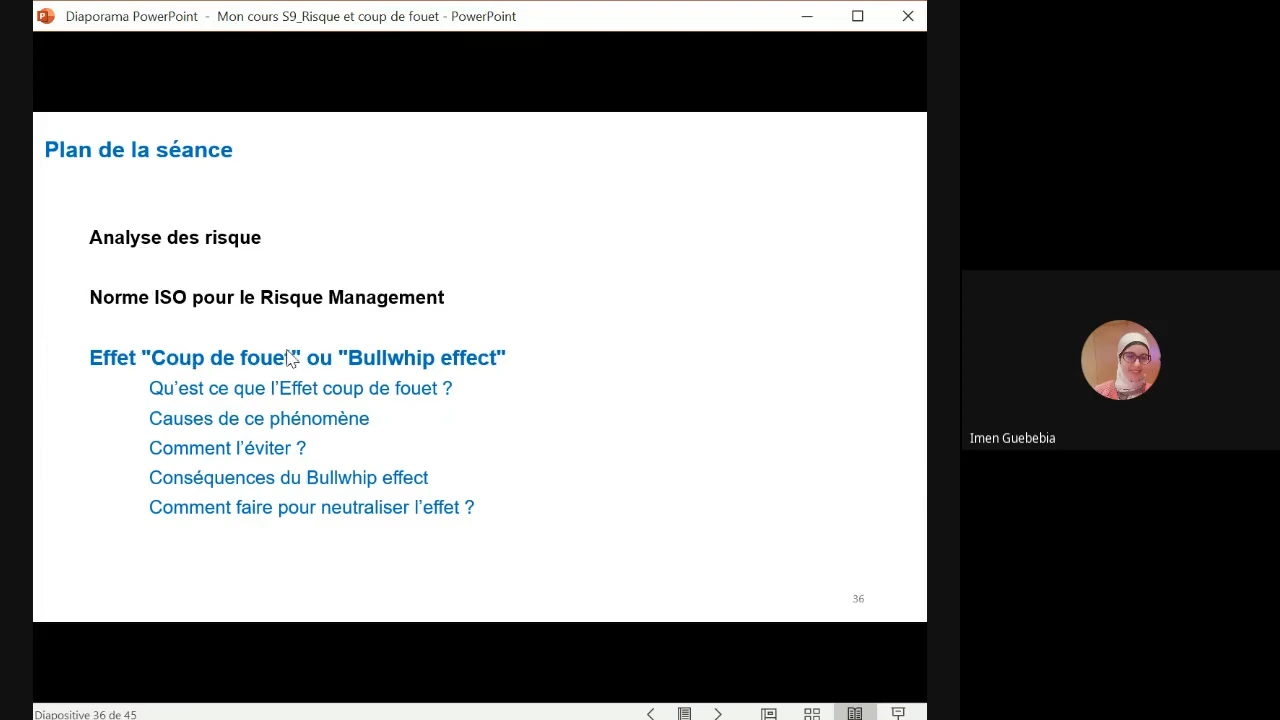 Diaporama PowerPoint - Mon cours S9_Risque et coup de fouet - PowerPoint
Plan de la séance
Analyse des risque
Norme ISO pour le Risque Management
Effet "Coup de fouet" ou "Bullwhip effect"
Qu’est ce que l’Effet coup de fouet ?
Causes de ce phénomène
Comment l’éviter ?
Conséquences du Bullwhip effect
Comment faire pour neutraliser l’effet ?
36
Diapositive 36 de 45
Imen Guebebia